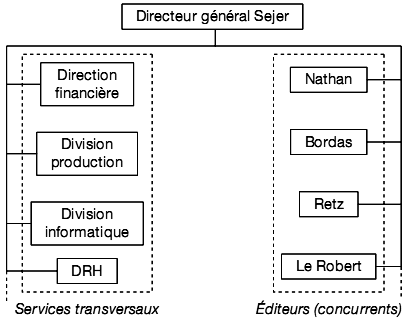 Directeur général Sejer
Direction
financière
Division
production
Division
informatique
DRH
Services transversaux
Nathan
Bordas
Retz
Le Robert
Éditeurs (concurrents)